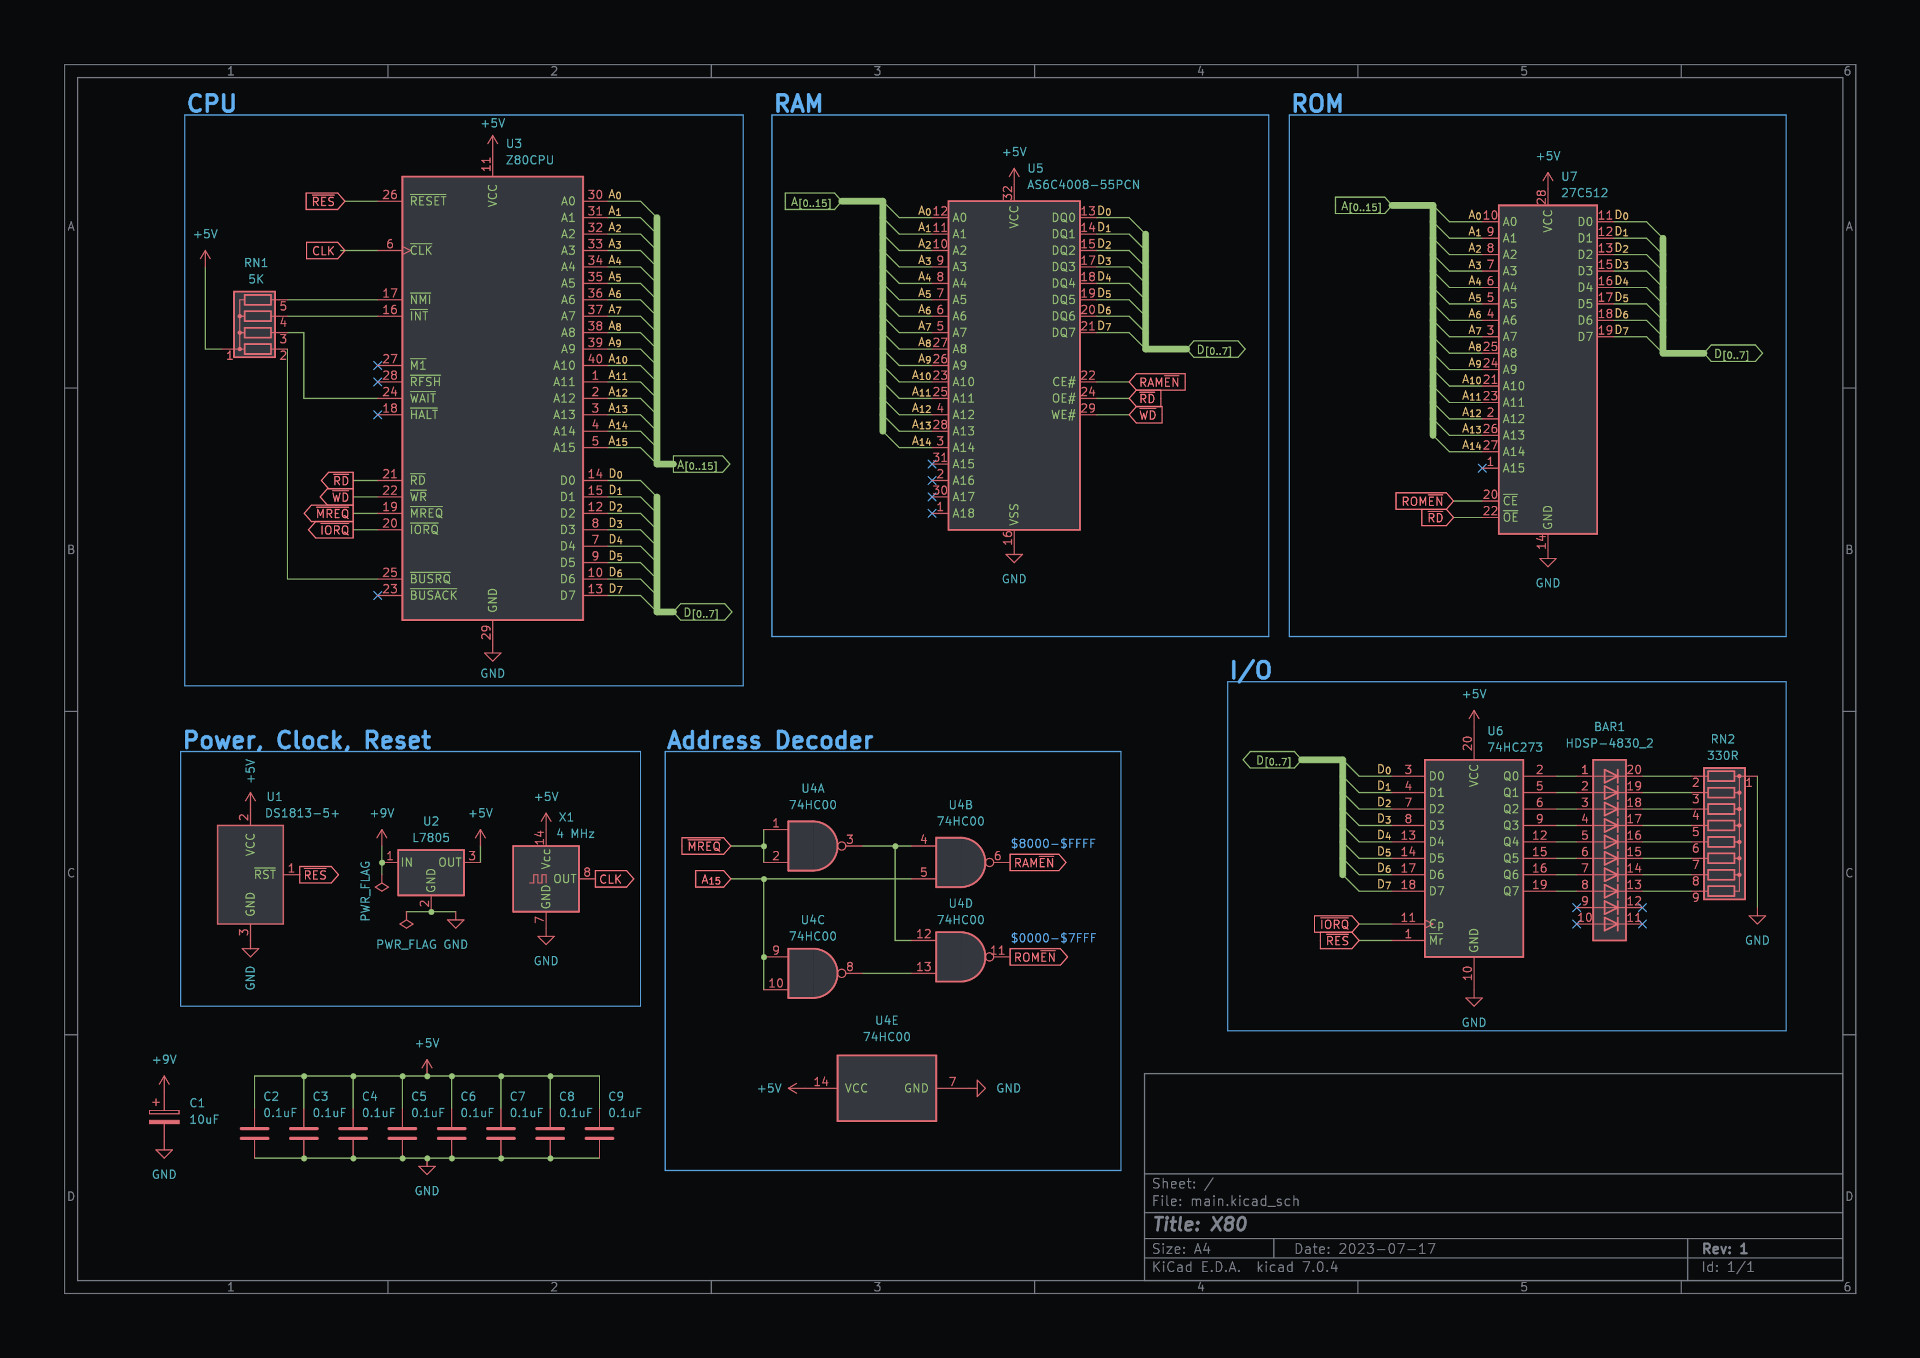 1 2 3 4 5 6
A
B
C
D
CPU
+5V
U3
Z80CPU
11
VCC
RES
26 RESET
CLK
6 CLK
+5V
RN1
5K
5
4
3
2
1
17 NMI
16 INT
27 M1
28 RFSH
24 WAIT
18 HALT
RD 21 RD
WD 22 WR
MREQ 19 MREQ
IORQ 20 IORQ
25 BUSRQ
23 BUSACK
A0 30 A0
A1 31 A1
A2 32 A2
A3 33 A3
A4 34 A4
A5 35 A5
A6 36 A6
A7 37 A7
A8 38 A8
A9 39 A9
A10 40 A10
A11 1 A11
A12 2 A12
A13 3 A13
A14 4 A14
A15 5 A15
A[0..15]
D0 14 D0
D1 15 D1
D2 12 D2
D3 8 D3
D4 7 D4
D5 9 D5
D6 10 D6
D7 13 D7
D[0..7]
GND
29
GND
RAM
+5V
U5
AS6C4008-55PCN
32
VCC
A[0..15]
A0 12 A0
A1 11 A1
A2 10 A2
A3 9 A3
A4 8 A4
A5 7 A5
A6 6 A6
A7 5 A7
A8 27 A8
A9 26 A9
A10 23 A10
A11 25 A11
A12 4 A12
A13 28 A13
A14 3 A14
31 A15
2 A16
30 A17
1 A18
DQ0 13 D0
DQ1 14 D1
DQ2 15 D2
DQ3 17 D3
DQ4 18 D4
DQ5 19 D5
DQ6 20 D6
DQ7 21 D7
D[0..7]
CE# 22 RAMEN
OE# 24 RD
WE# 29 WD
VSS
16
GND
ROM
+5V
U7
27C512
28
VCC
A[0..15]
A0 10 A0
A1 9 A1
A2 8 A2
A3 7 A3
A4 6 A4
A5 5 A5
A6 4 A6
A7 3 A7
A8 25 A8
A9 24 A9
A10 21 A10
A11 23 A11
A12 2 A12
A13 26 A13
A14 27 A14
1 A15
ROMEN 20 CE
RD 22 OE
D0 11 D0
D1 12 D1
D2 13 D2
D3 15 D3
D4 16 D4
D5 17 D5
D6 18 D6
D7 19 D7
D[0..7]
GND
14
GND
Power, Clock, Reset
+5V
2
U1
DS1813-5+
VCC
RST 1 RES
GND
3
GND
+9V
U2
L7805
+5V
1 IN OUT 3
GND
2
PWR_FLAG
PWR_FLAG GND
+5V
X1
4 MHz
14
Vcc
OUT 8 CLK
GND
7
GND
Address Decoder
U4A
74HC00
MREQ
1
2
3
A15
U4B
74HC00
4
5
6
$8000-$FFFF
RAMEN
U4C
74HC00
9
10
8
U4D
74HC00
12
13
11
$0000-$7FFF
ROMEN
U4E
74HC00
+5V 14 VCC GND 7 GND
I/O
+5V
U6
74HC273
20
VCC
D[0..7]
D0 3 D0
D1 4 D1
D2 7 D2
D3 8 D3
D4 13 D4
D5 14 D5
D6 17 D6
D7 18 D7
IORQ 11 Cp
RES 1 Mr
Q0 2
Q1 5
Q2 6
Q3 9
Q4 12
Q5 15
Q6 16
Q7 19
GND
10
GND
BAR1
HDSP-4830_2
1 20
2 19
3 18
4 17
5 16
6 15
7 14
8 13
9 12
10 11
RN2
330R
2 1
3
4
5
6
7
8
9
GND
+9V
+
C1
10uF
GND
+5V
C2 C3 C4 C5 C6 C7 C8 C9
0.1uF 0.1uF 0.1uF 0.1uF 0.1uF 0.1uF 0.1uF 0.1uF
GND
Sheet: /
File: main.kicad_sch
Title: X80
Size: A4 Date: 2023-07-17 Rev: 1
KiCad E.D.A. kicad 7.0.4 Id: 1/1
A
B
C
D
1 2 3 4 5 6